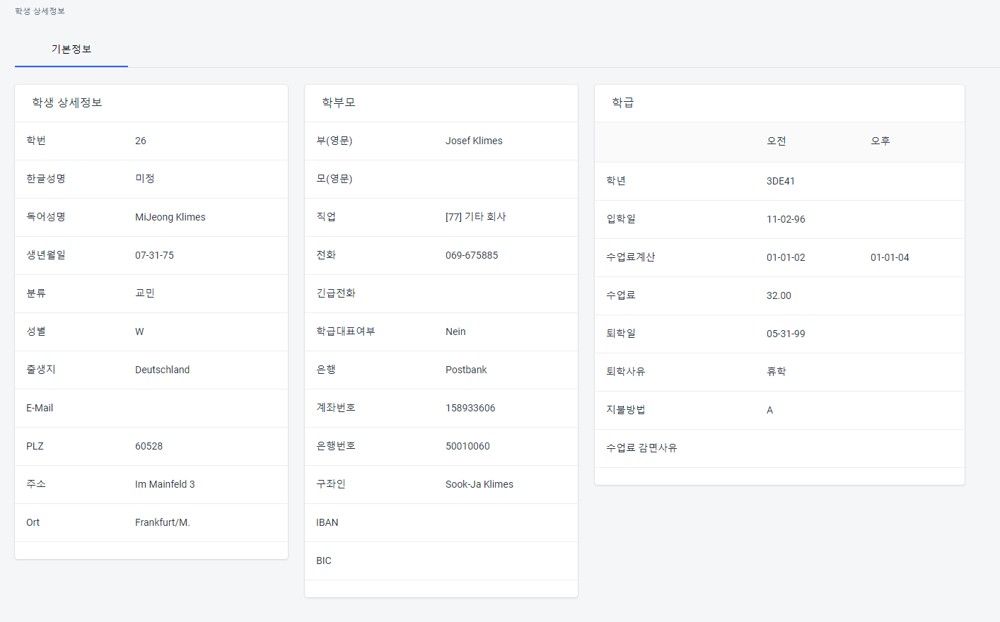 학생 상세정보
기본정보
학생 상세정보
학번 26
한글성명 미정
독어성명 MiJeong Klimes
생년월일 07-31-75
분류 교민
성별 W
출생지 Deutschland
E-Mail
PLZ 60528
주소 Im Mainfeld 3
Ort Frankfurt/M.
학부모
부(영문) Josef Klimes
모(영문)
직업 [77] 기타 회사
전화 069-675885
긴급전화
학급대표여부 Nein
은행 Postbank
계좌번호 158933606
은행번호 50010060
구좌인 Sook-Ja Klimes
IBAN
BIC
학급
오전 오후
학년 3DE41
입학일 11-02-96
수업료계산 01-01-02 01-01-04
수업료 32.00
퇴학일 05-31-99
퇴학사유 휴학
지불방법 A
수업료 감면사유